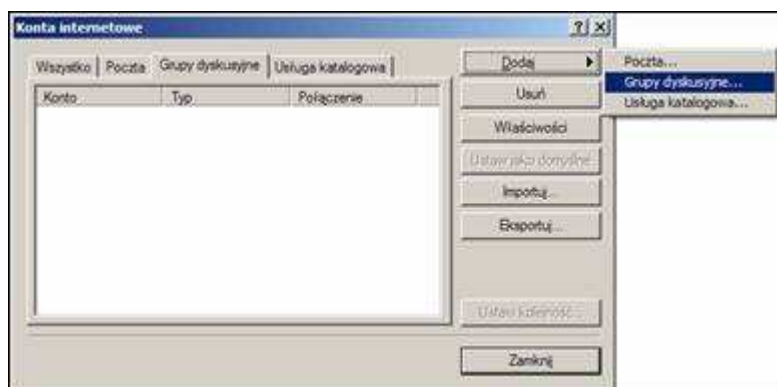 Konta internetowe
Wszystko Poczta Grupy dyskusyjne Usługa katalogowa
Konto Typ Połączenie
Dodaj
Usuń
Właściwości
Ustaw jako domyślne
Importuj...
Eksportuj...
Ustaw kolejność...
Zamknij
Poczta...
Grupy dyskusyjne...
Usługa katalogowa...